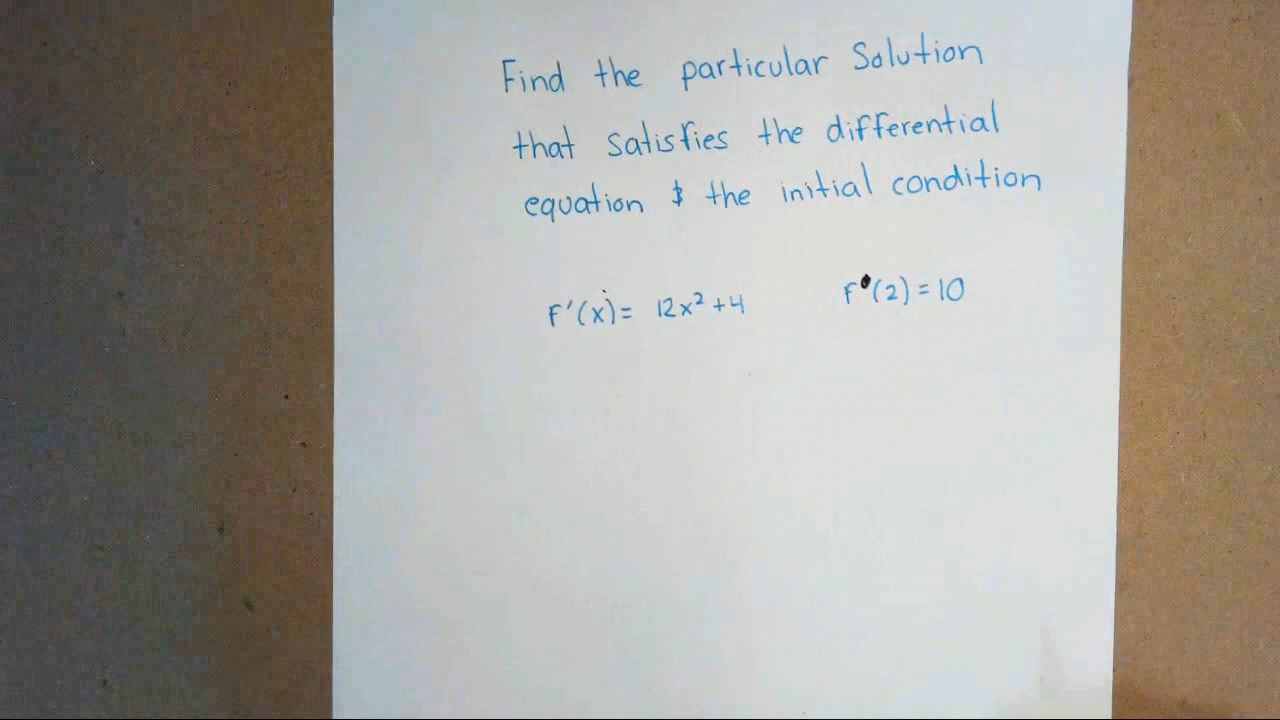 Find the particular Solution
that satisfies the differential
equation & the initial condition
f'(x) = 12x² + 4 f(2) = 10